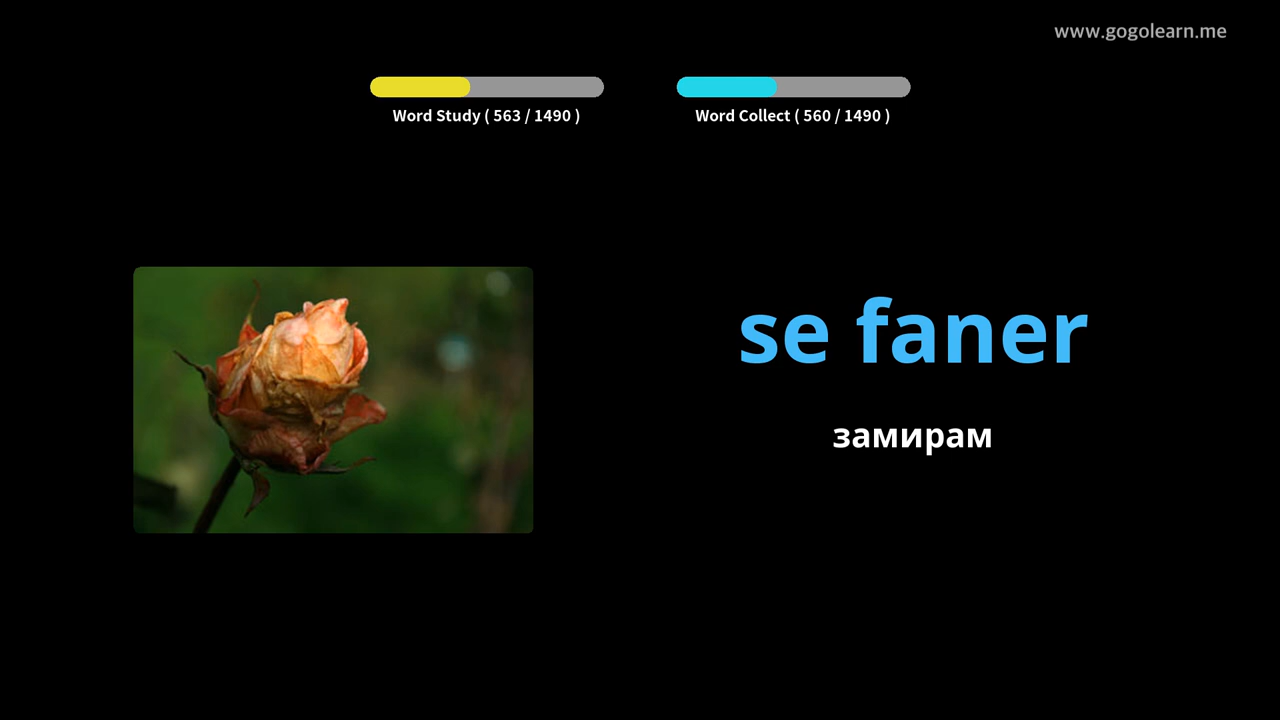 www.gogolearn.me
Word Study ( 563 / 1490 )
Word Collect ( 560 / 1490 )
se faner
замирам